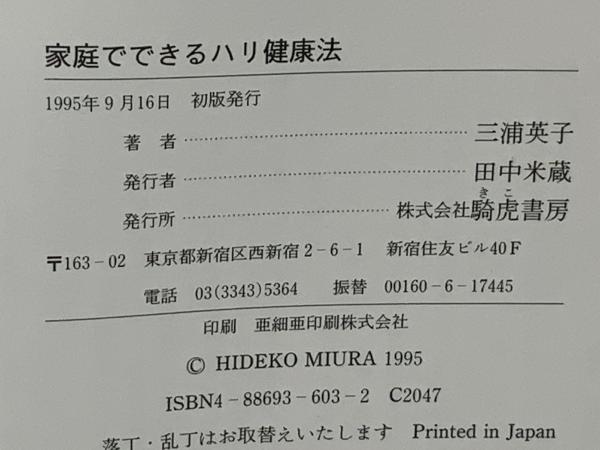 家庭でできるハリ健康法
1995年9月16日　初版発行
著　者……………………………………三浦英子
発行者……………………………………田中米蔵
きこ
発行所…………………………株式会社騎虎書房
〒163－02　東京都新宿区西新宿2－6－1　新宿住友ビル40F
電話　03(3343)5364　振替　00160－6－17445
印刷　亜細亜印刷株式会社
© HIDEKO MIURA 1995
ISBN4－88693－603－2　C2047
落丁・乱丁はお取替えいたします　Printed in Japan